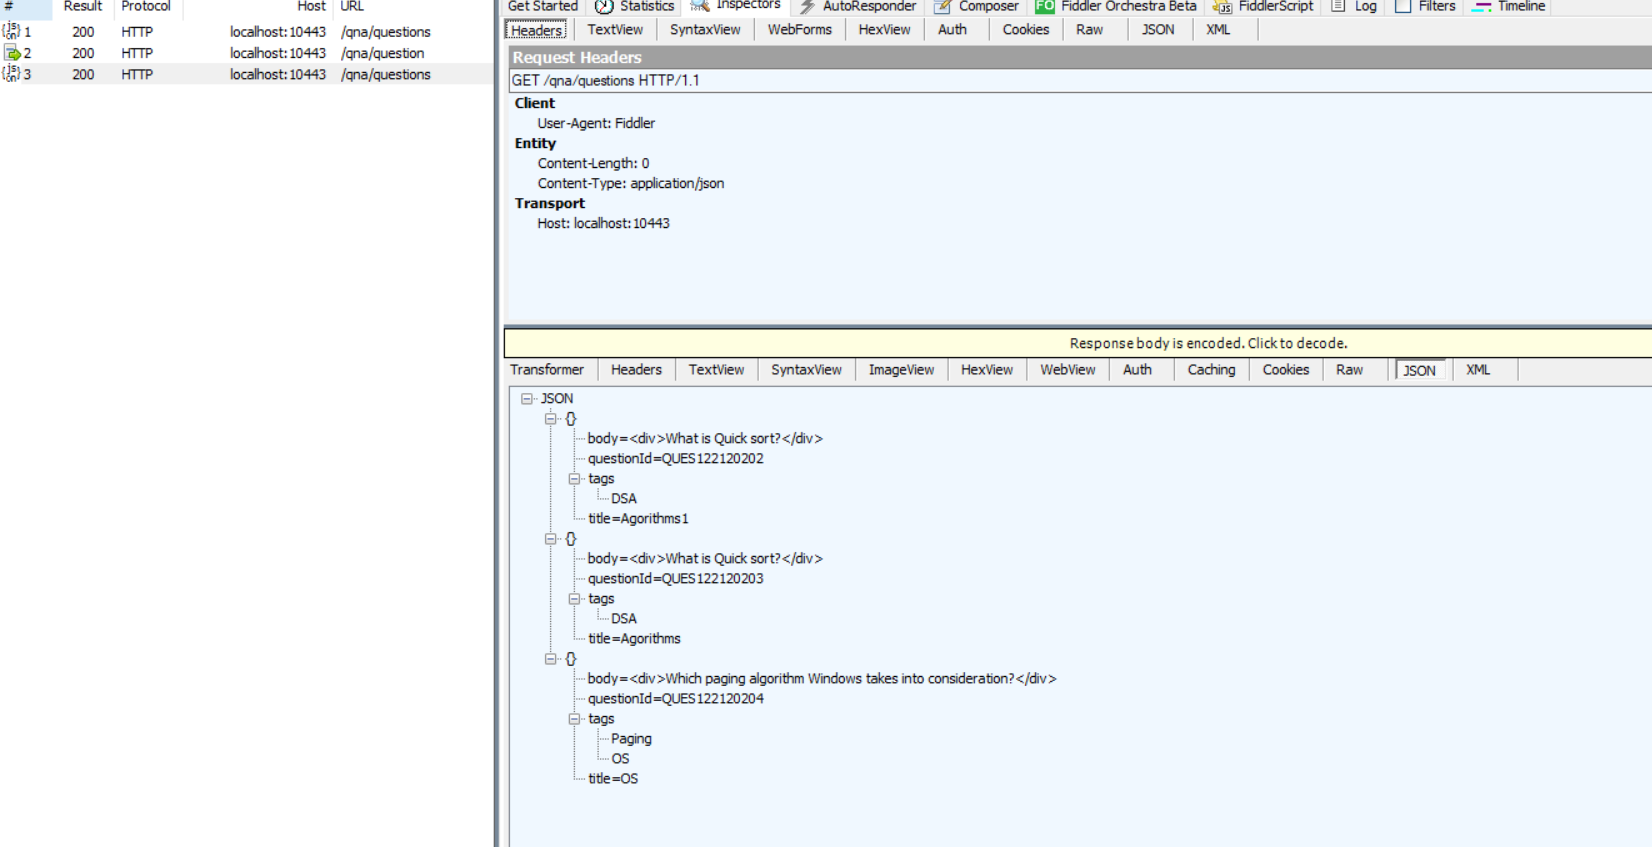 # Result Protocol Host URL
1 200 HTTP localhost:10443 /qna/questions
2 200 HTTP localhost:10443 /qna/question
3 200 HTTP localhost:10443 /qna/questions
Get Started Statistics Inspectors AutoResponder Composer FO Fiddler Orchestra Beta FiddlerScript Log Filters Timeline
Headers TextView SyntaxView WebForms HexView Auth Cookies Raw JSON XML
Request Headers
GET /qna/questions HTTP/1.1
Client
User-Agent: Fiddler
Entity
Content-Length: 0
Content-Type: application/json
Transport
Host: localhost:10443
Response body is encoded. Click to decode.
Transformer Headers TextView SyntaxView ImageView HexView WebView Auth Caching Cookies Raw JSON XML
JSON
{}
body=<div>What is Quick sort?</div>
questionId=QUES122120202
tags
DSA
title=Agorithms1
{}
body=<div>What is Quick sort?</div>
questionId=QUES122120203
tags
DSA
title=Agorithms
{}
body=<div>Which paging algorithm Windows takes into consideration?</div>
questionId=QUES122120204
tags
Paging
OS
title=OS